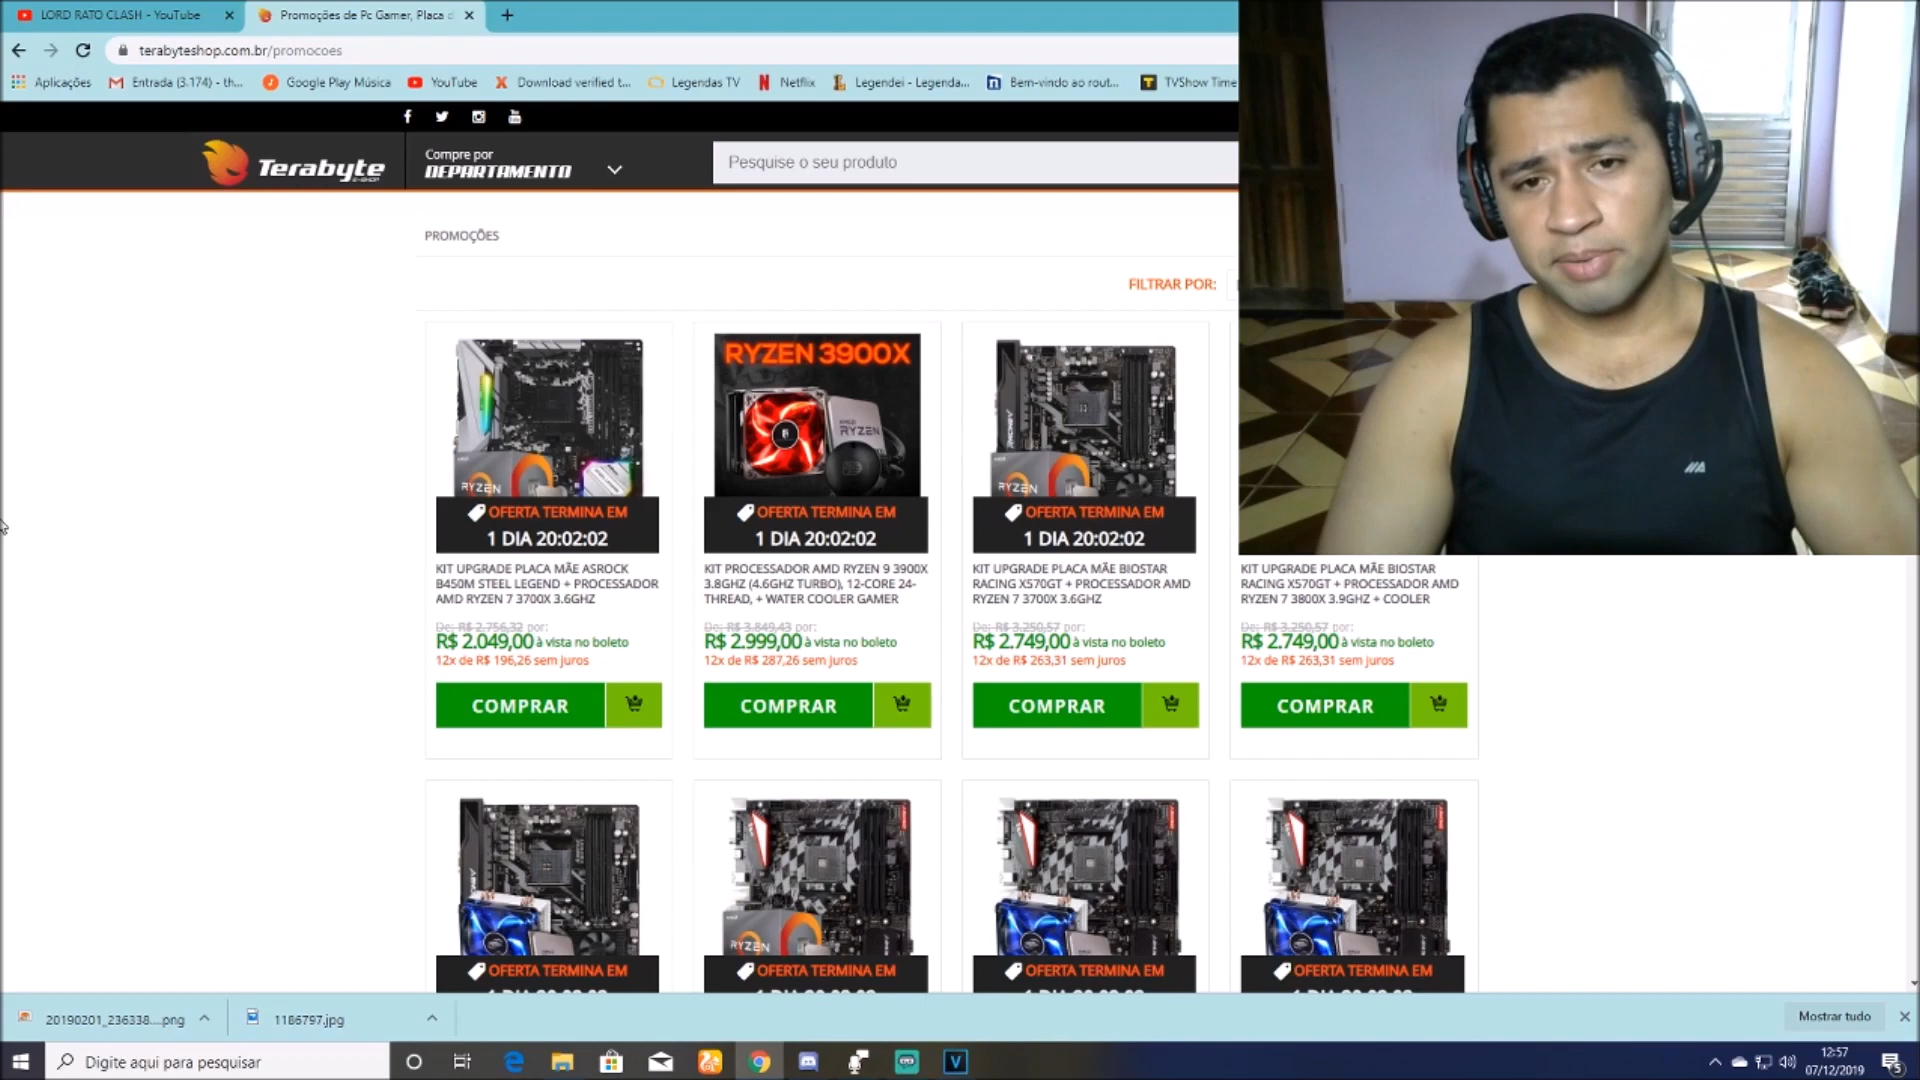 LORD RATO CLASH - YouTube
Promoções de Pc Gamer, Placa d
terabyteshop.com.br/promocoes
Aplicações
Entrada (3.174) - th...
Google Play Música
YouTube
Download verified t...
Legendas TV
Netflix
Legendei - Legenda...
Bem-vindo ao rout...
TVShow Time
Terabyte
Compre por
DEPARTAMENTO
Pesquise o seu produto
PROMOÇÕES
FILTRAR POR:
RYZEN
OFERTA TERMINA EM
1 DIA 20:02:02
KIT UPGRADE PLACA MÃE ASROCK
B450M STEEL LEGEND + PROCESSADOR
AMD RYZEN 7 3700X 3.6GHZ
De: R$ 2.756,32 por:
R$ 2.049,00 à vista no boleto
12x de R$ 196,26 sem juros
COMPRAR
RYZEN 3900X
RYZEN
OFERTA TERMINA EM
1 DIA 20:02:02
KIT PROCESSADOR AMD RYZEN 9 3900X
3.8GHZ (4.6GHZ TURBO), 12-CORE 24-
THREAD, + WATER COOLER GAMER
De: R$ 3.849,43 por:
R$ 2.999,00 à vista no boleto
12x de R$ 287,26 sem juros
COMPRAR
RYZEN
OFERTA TERMINA EM
1 DIA 20:02:02
KIT UPGRADE PLACA MÃE BIOSTAR
RACING X570GT + PROCESSADOR AMD
RYZEN 7 3700X 3.6GHZ
De: R$ 3.250,57 por:
R$ 2.749,00 à vista no boleto
12x de R$ 263,31 sem juros
COMPRAR
KIT UPGRADE PLACA MÃE BIOSTAR
RACING X570GT + PROCESSADOR AMD
RYZEN 7 3800X 3.9GHZ + COOLER
De: R$ 3.250,57 por:
R$ 2.749,00 à vista no boleto
12x de R$ 263,31 sem juros
COMPRAR
OFERTA TERMINA EM
RYZEN
OFERTA TERMINA EM
OFERTA TERMINA EM
OFERTA TERMINA EM
20190201_236338....png
1186797.jpg
Mostrar tudo
Digite aqui para pesquisar
12:57
07/12/2019